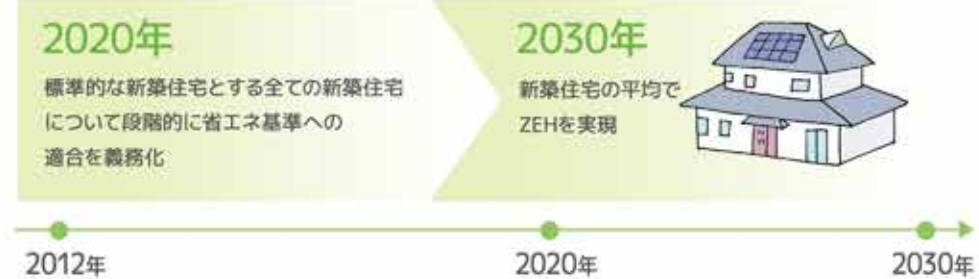 2020年
標準的な新築住宅とする全ての新築住宅
について段階的に省エネ基準への
適合を義務化
2030年
新築住宅の平均で
ZEHを実現
2012年
2020年
2030年